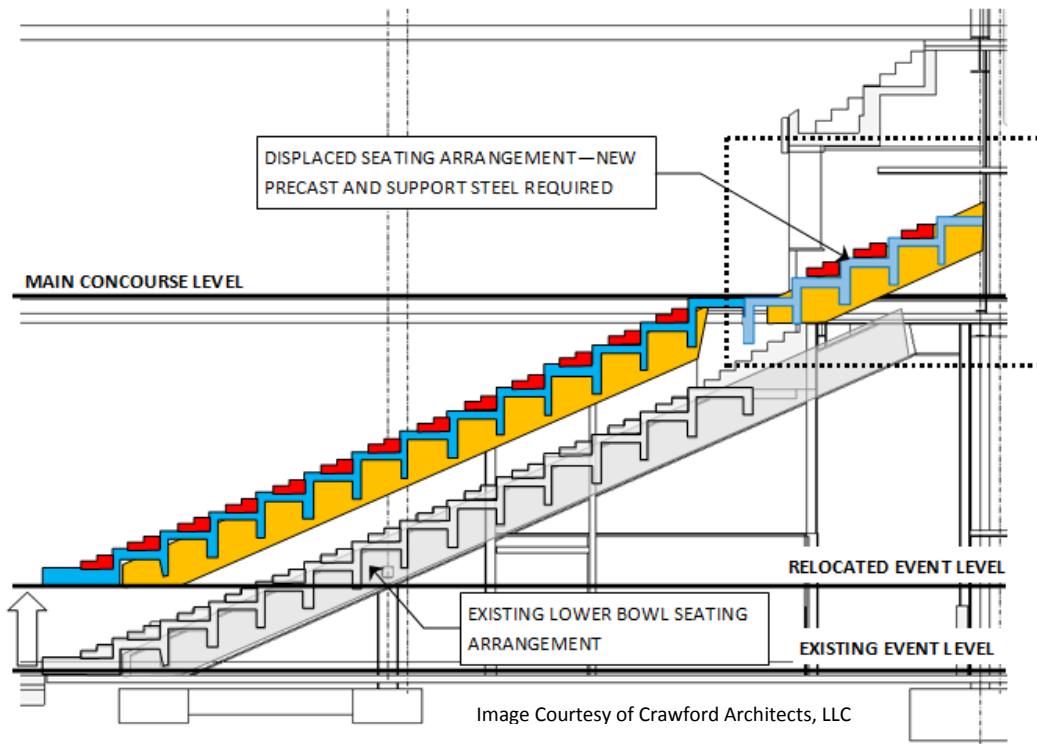 DISPLACED SEATING ARRANGEMENT—NEW
PRECAST AND SUPPORT STEEL REQUIRED
MAIN CONCOURSE LEVEL
RELOCATED EVENT LEVEL
EXISTING LOWER BOWL SEATING
ARRANGEMENT
EXISTING EVENT LEVEL
Image Courtesy of Crawford Architects, LLC